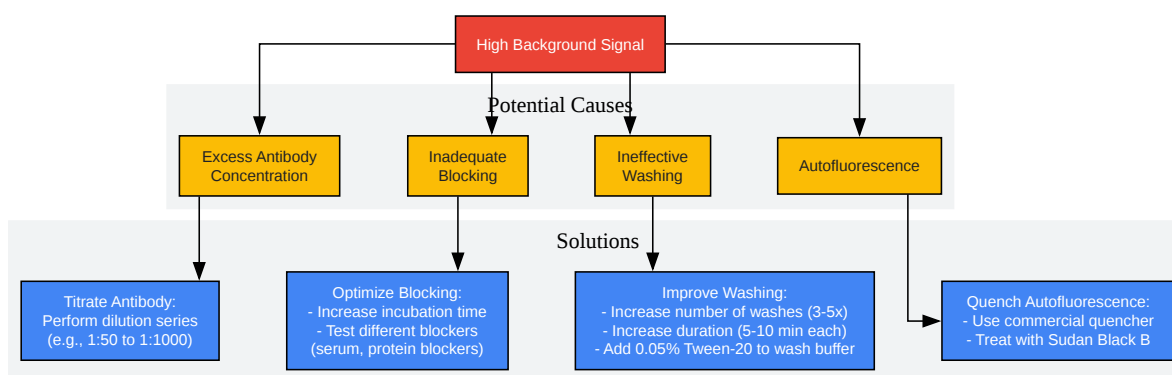 High Background Signal
Potential Causes
Excess Antibody
Concentration
Inadequate
Blocking
Ineffective
Washing
Autofluorescence
Solutions
Titrate Antibody:
Perform dilution series
(e.g., 1:50 to 1:1000)
Optimize Blocking:
- Increase incubation time
- Test different blockers
(serum, protein blockers)
Improve Washing:
- Increase number of washes (3-5x)
- Increase duration (5-10 min each)
- Add 0.05% Tween-20 to wash buffer
Quench Autofluorescence:
- Use commercial quencher
- Treat with Sudan Black B